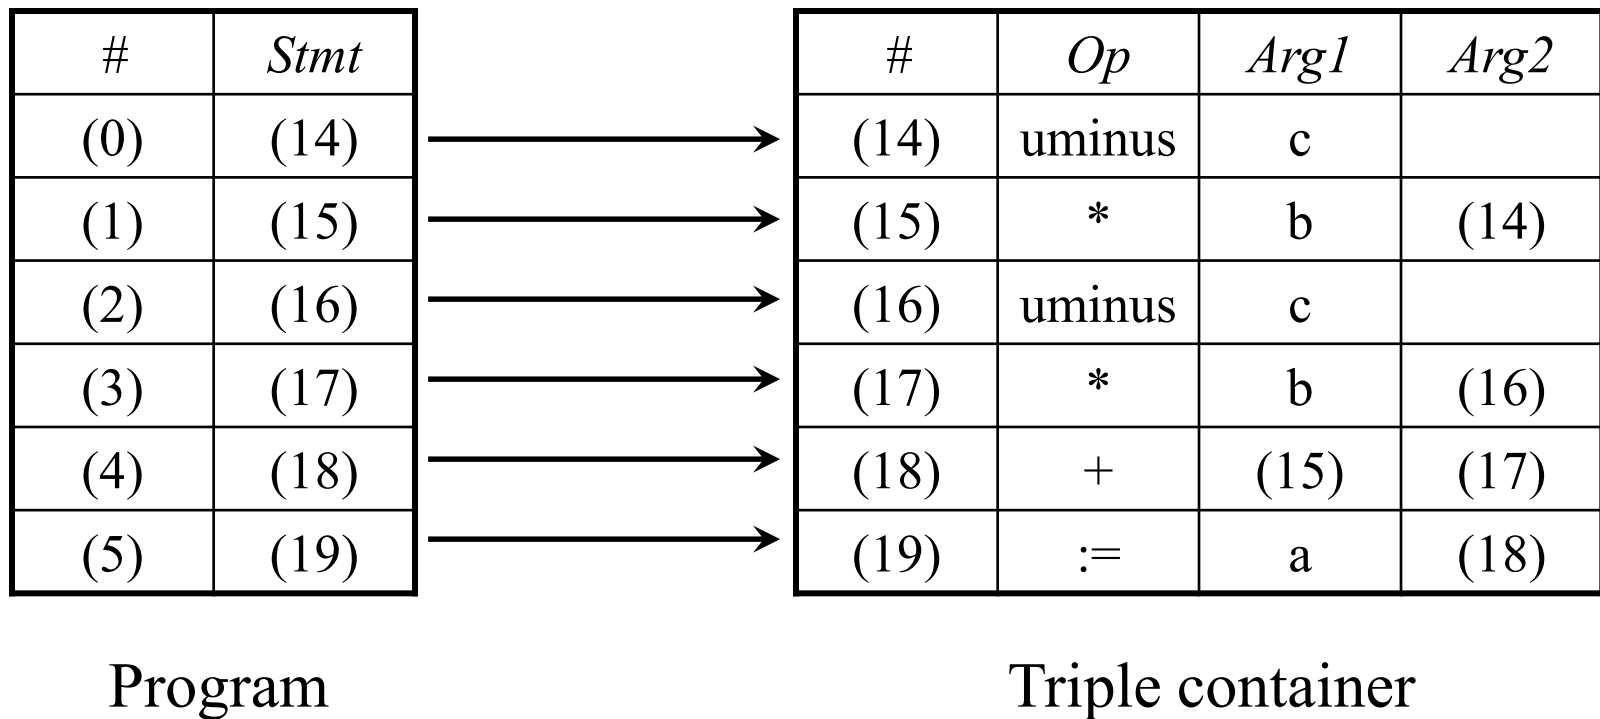 # Stmt # Op Arg1 Arg2
(0) (14) (14) uminus c
(1) (15) (15) * b (14)
(2) (16) (16) uminus c
(3) (17) (17) * b (16)
(4) (18) (18) + (15) (17)
(5) (19) (19) := a (18)
Program Triple container